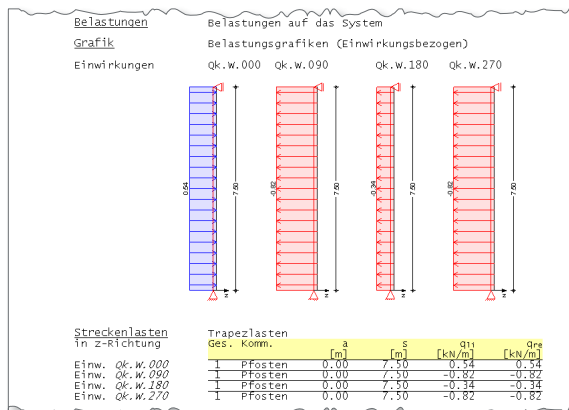 Belastungen Belastungen auf das System
Grafik Belastungsgrafiken (Einwirkungsbezogen)
Einwirkungen Qk.W.000 Qk.W.090 Qk.W.180 Qk.W.270
0.54 7.50 -0.82 7.50 -0.34 7.50 -0.82 7.50
z z z z
Streckenlasten Trapezlasten
in z-Richtung Ges. Komm. a s qli qre
[m] [m] [kN/m] [kN/m]
Einw. Qk.W.000 1 Pfosten 0.00 7.50 0.54 0.54
Einw. Qk.W.090 1 Pfosten 0.00 7.50 -0.82 -0.82
Einw. Qk.W.180 1 Pfosten 0.00 7.50 -0.34 -0.34
Einw. Qk.W.270 1 Pfosten 0.00 7.50 -0.82 -0.82